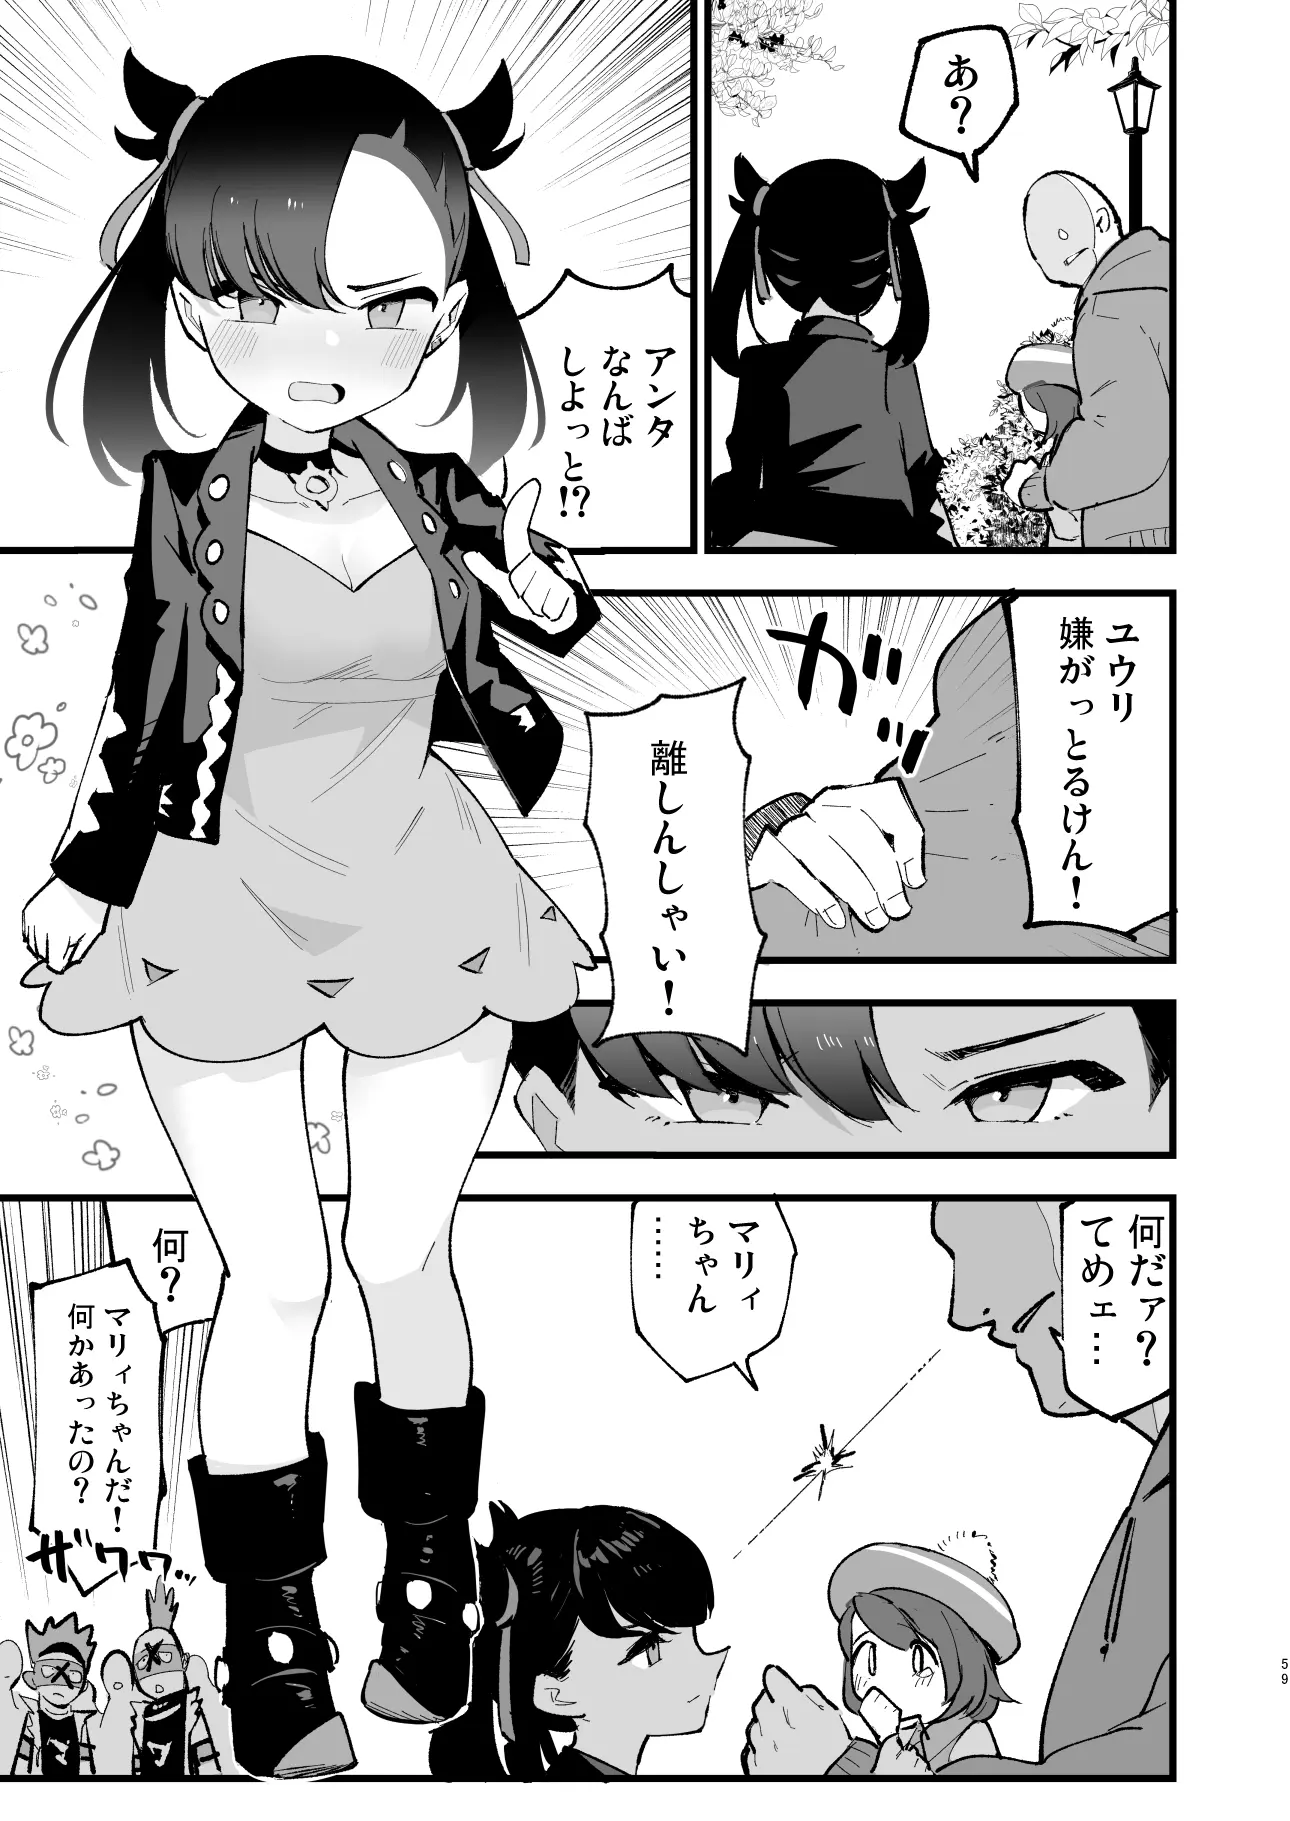 あ？
アンタ
なんば
しよっと!?
ユウリ
嫌がっとるけん！
ガッ
離しんしゃい！
何だァ？
てめェ…
マリィ
ちゃん
……
何？
マリィちゃんだ！
何かあったの？
ザワワッ
59